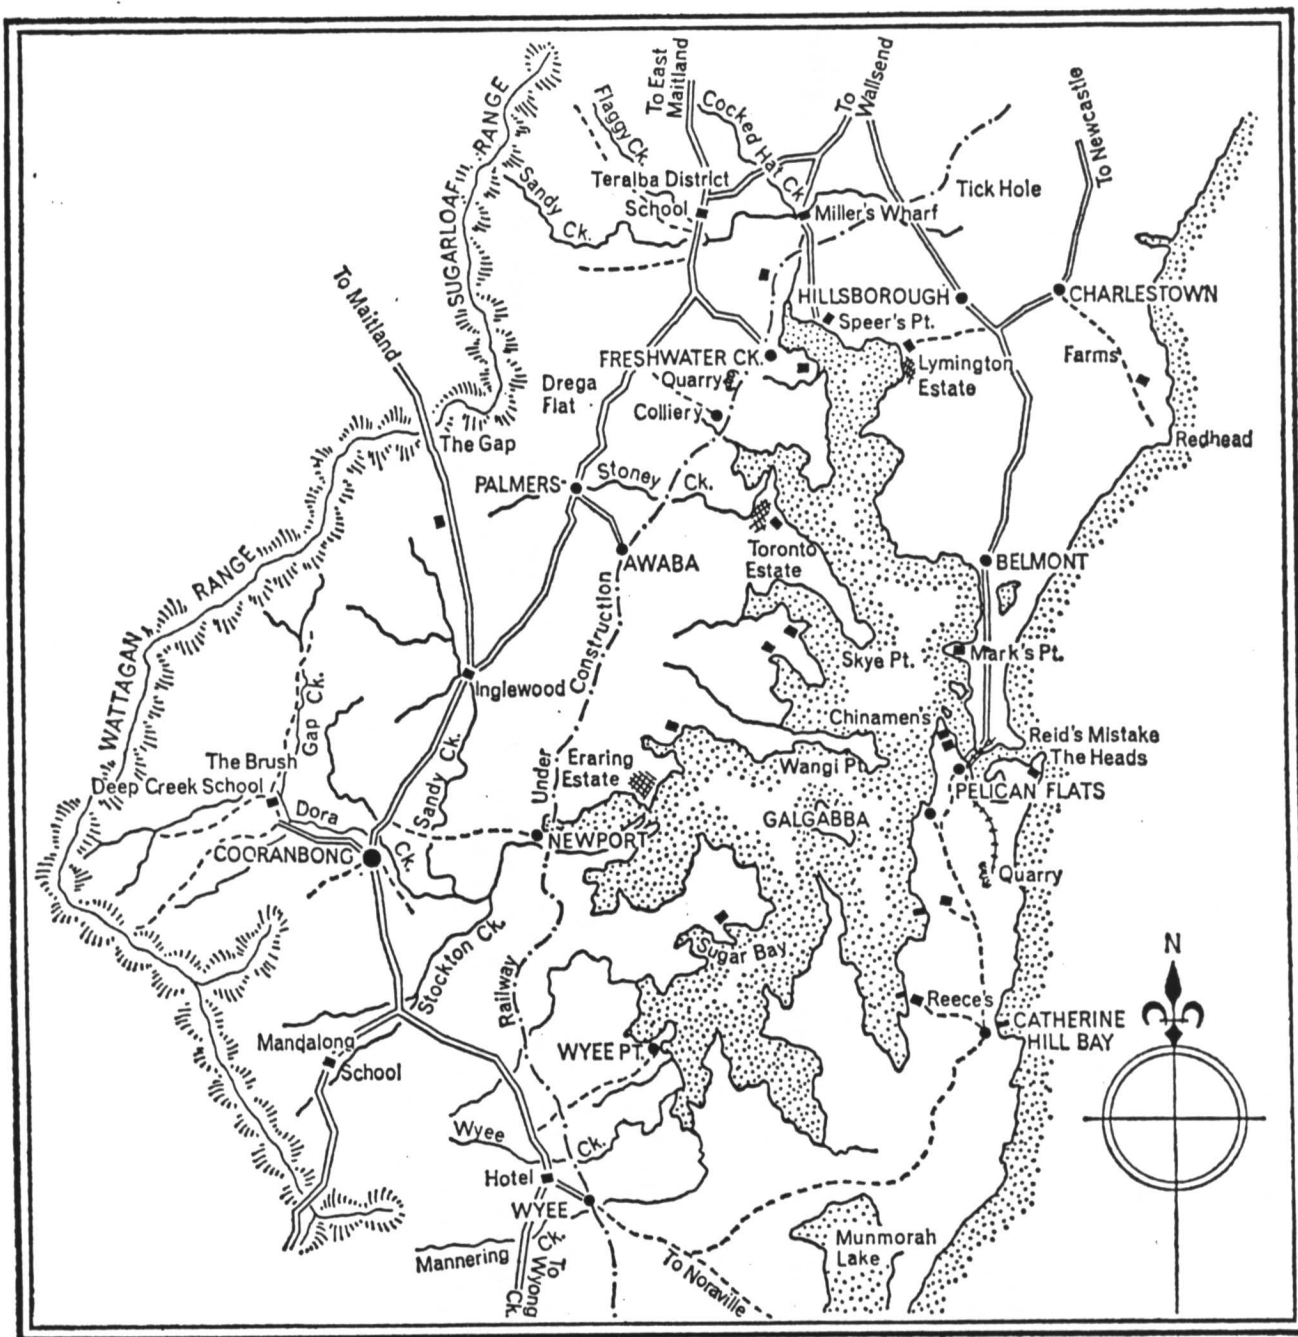 To East
Maitland
To
Wallsend
To Newcastle
Flaggy Ck.
Cocked Hat Ck.
SUGARLOAF RANGE
Sandy Ck.
Teralba District
School
Miller's Wharf
Tick Hole
To Maitland
HILLSBOROUGH
CHARLESTOWN
Speer's Pt.
FRESHWATER CK.
Lymington
Estate
Farms
Drega
Flat
Quarry
Colliery
The Gap
Redhead
PALMERS
Stoney Ck.
WATTAGAN RANGE
AWABA
Toronto
Estate
BELMONT
Skye Pt.
Mark's Pt.
Inglewood
Railway Under Construction
Gap Ck.
Sandy Ck.
Chinamen's
Reid's Mistake
The Heads
The Brush
Deep Creek School
Eraring
Estate
Wangi Pt.
PELICAN FLATS
Dora Ck.
GALGABBA
NEWPORT
COORANBONG
Quarry
Stockton Ck.
Sugar Bay
N
Reece's
CATHERINE
HILL BAY
Mandalong
School
WYEE PT.
Wyee Ck.
Hotel
WYEE
Mannering Ck.
To Wyong
Ck.
To Noraville
Munmorah
Lake